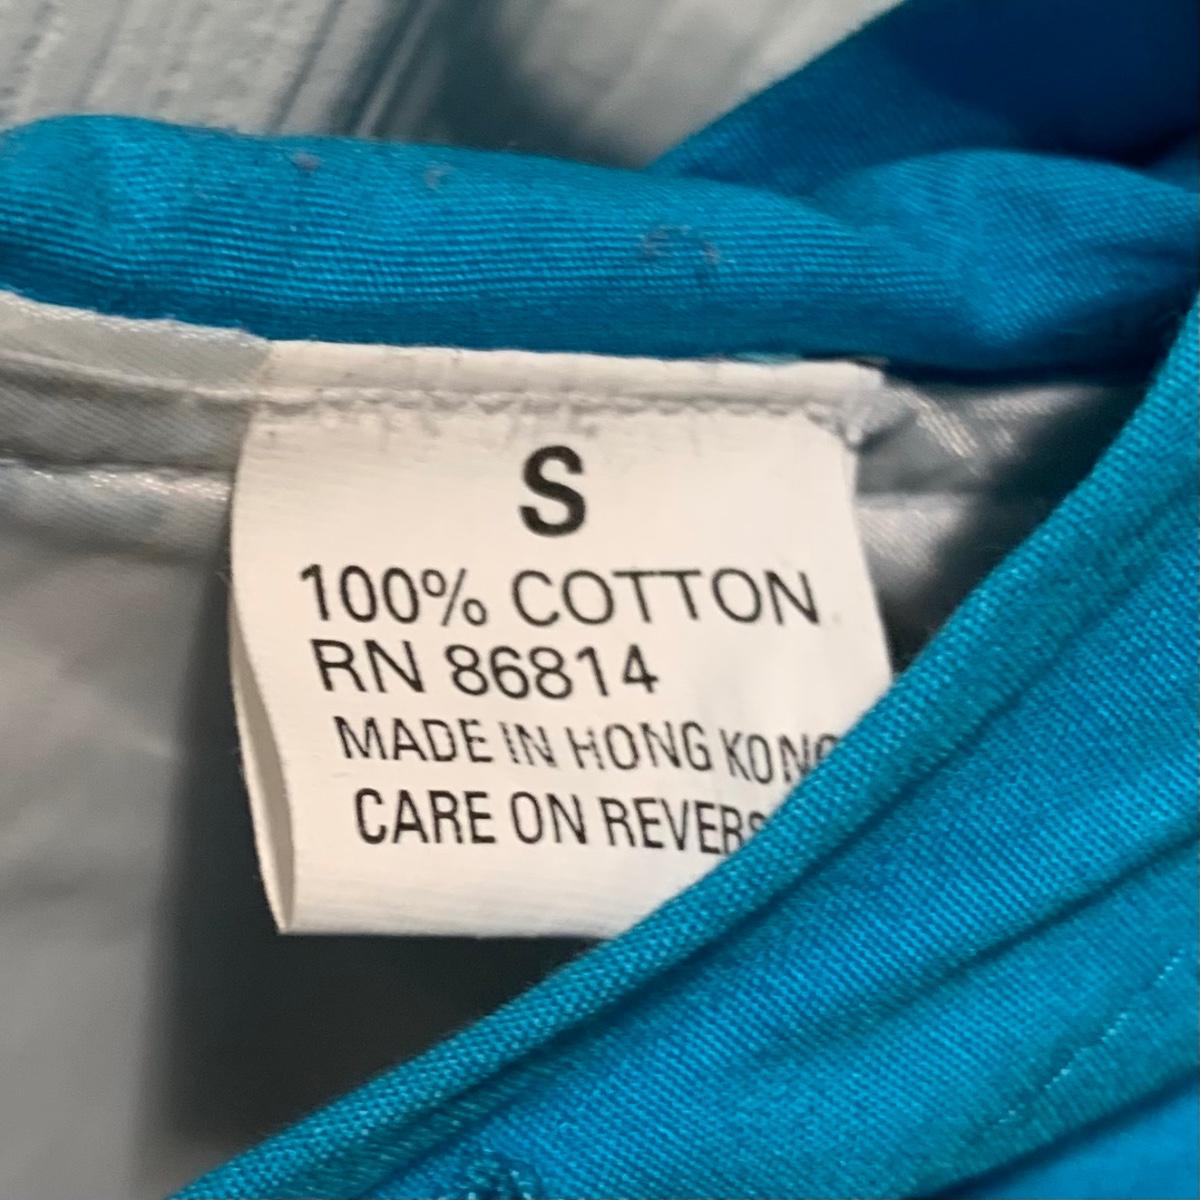 S
100% COTTON
RN 86814
MADE IN HONG KONG
CARE ON REVERS